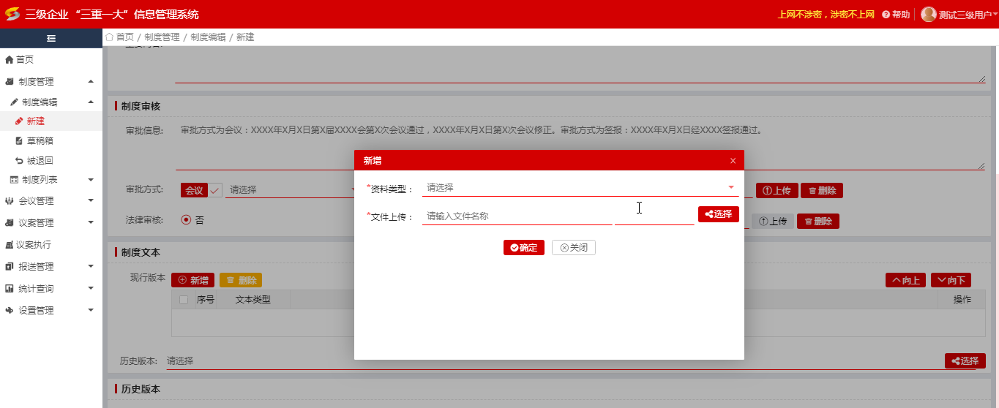 三级企业 “三重一大” 信息管理系统
上网不涉密，涉密不上网
帮助
测试三级用户
首页 / 制度管理 / 制度编辑 / 新建
首页
制度管理
制度编辑
新建
草稿箱
被退回
制度列表
会议管理
议案管理
议案执行
报送管理
统计查询
设置管理
制度审核
审批信息:
审批方式为会议：XXXX年X月X日第X届XXXX会第X次会议通过，XXXX年X月X日第X次会议修正。审批方式为签报：XXXX年X月X日经XXXX签报通过。
审批方式:
会议
请选择
上传
删除
法律审核:
否
上传
删除
新增
x
*资料类型：
请选择
*文件上传：
请输入文件名称
选择
确定
关闭
制度文本
现行版本
新增
删除
向上
向下
序号
文本类型
操作
历史版本:
请选择
选择
历史版本